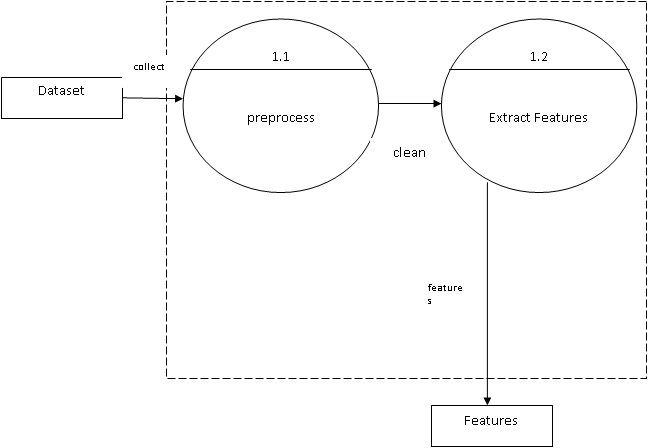 1.1
1.2
collect
Dataset
preprocess
Extract Features
clean
feature
s
Features